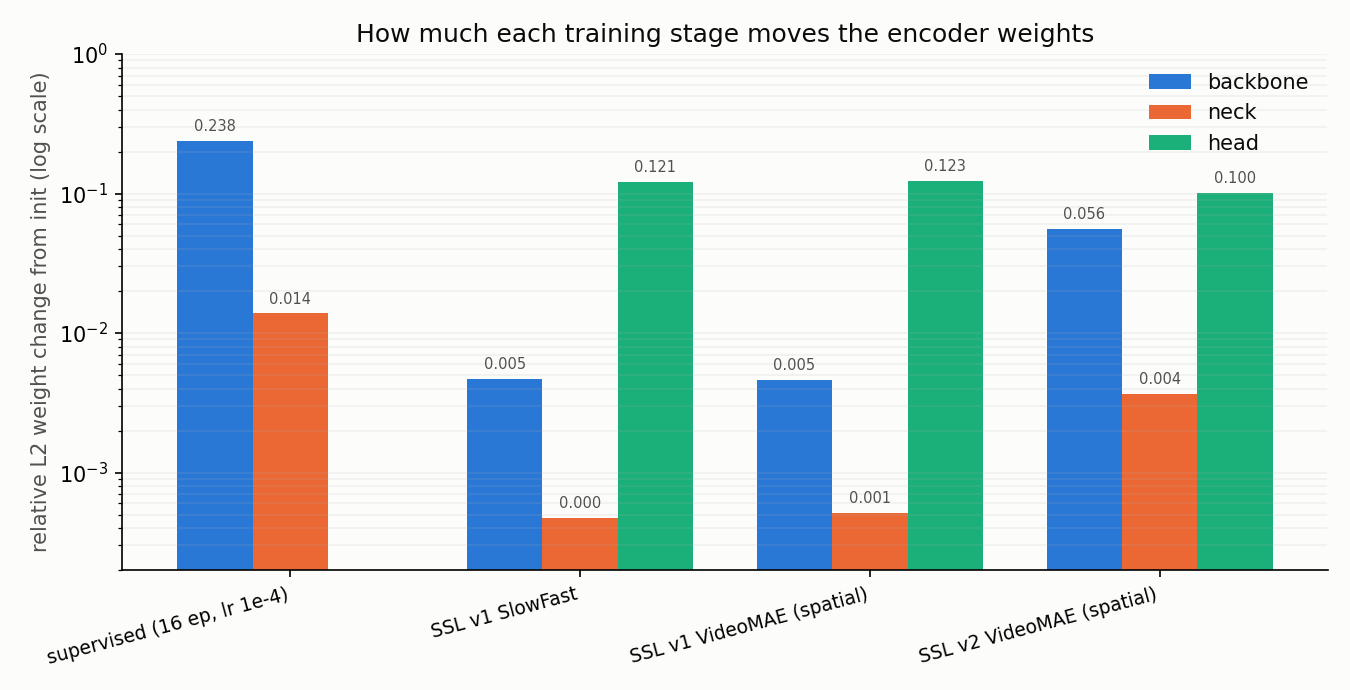 How much each training stage moves the encoder weights
relative L2 weight change from init (log scale)
10⁰
10⁻¹
10⁻²
10⁻³
backbone
neck
head
0.238
0.014
0.005
0.000
0.121
0.005
0.001
0.123
0.056
0.004
0.100
supervised (16 ep, lr 1e-4)
SSL v1 SlowFast
SSL v1 VideoMAE (spatial)
SSL v2 VideoMAE (spatial)